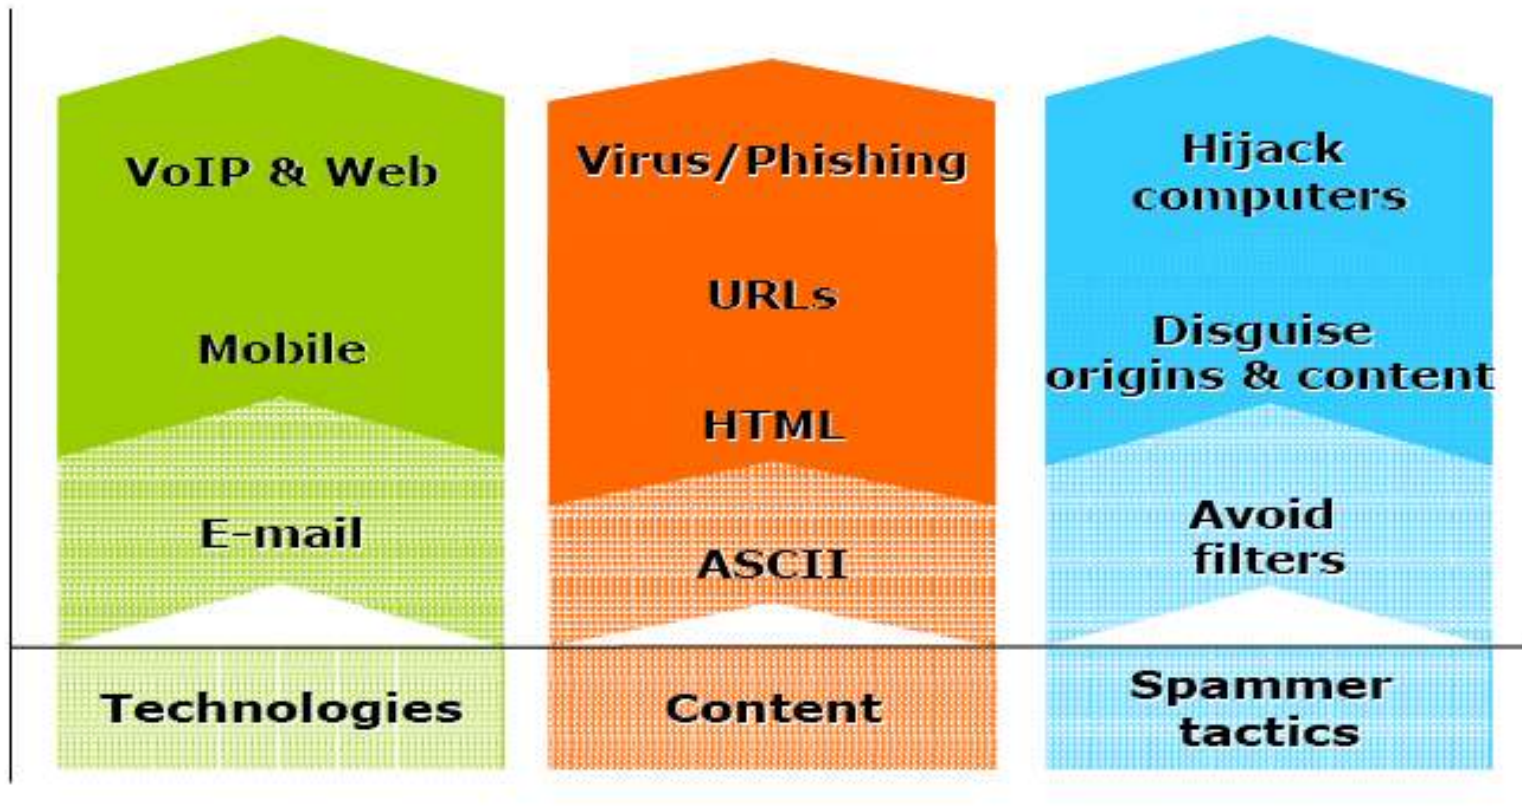 VoIP & Web
Mobile
E-mail
Technologies
Virus/Phishing
URLs
HTML
ASCII
Content
Hijack
computers
Disguise
origins & content
Avoid
filters
Spammer
tactics